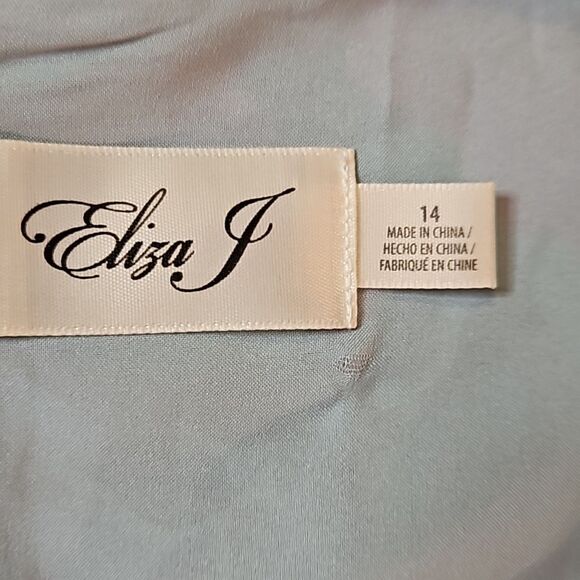 Eliza J
14
MADE IN CHINA /
HECHO EN CHINA /
FABRIQUÉ EN CHINE